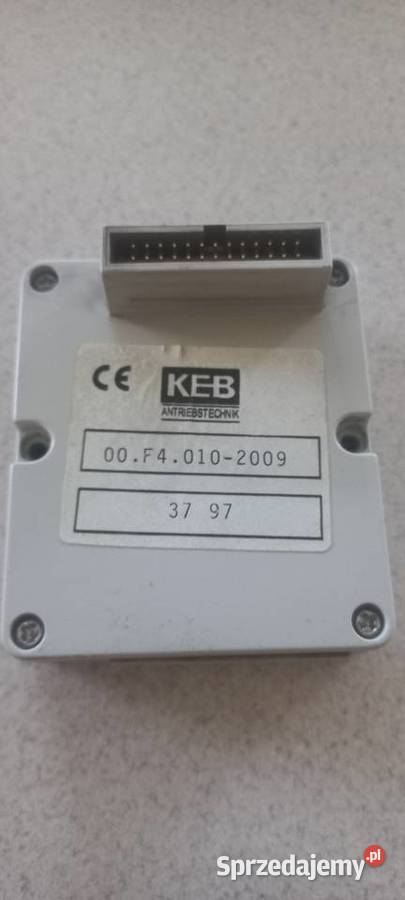 CE
KEB
ANTRIEBSTECHNIK
00.F4.010-2009
37 97
Sprzedajemy.pl